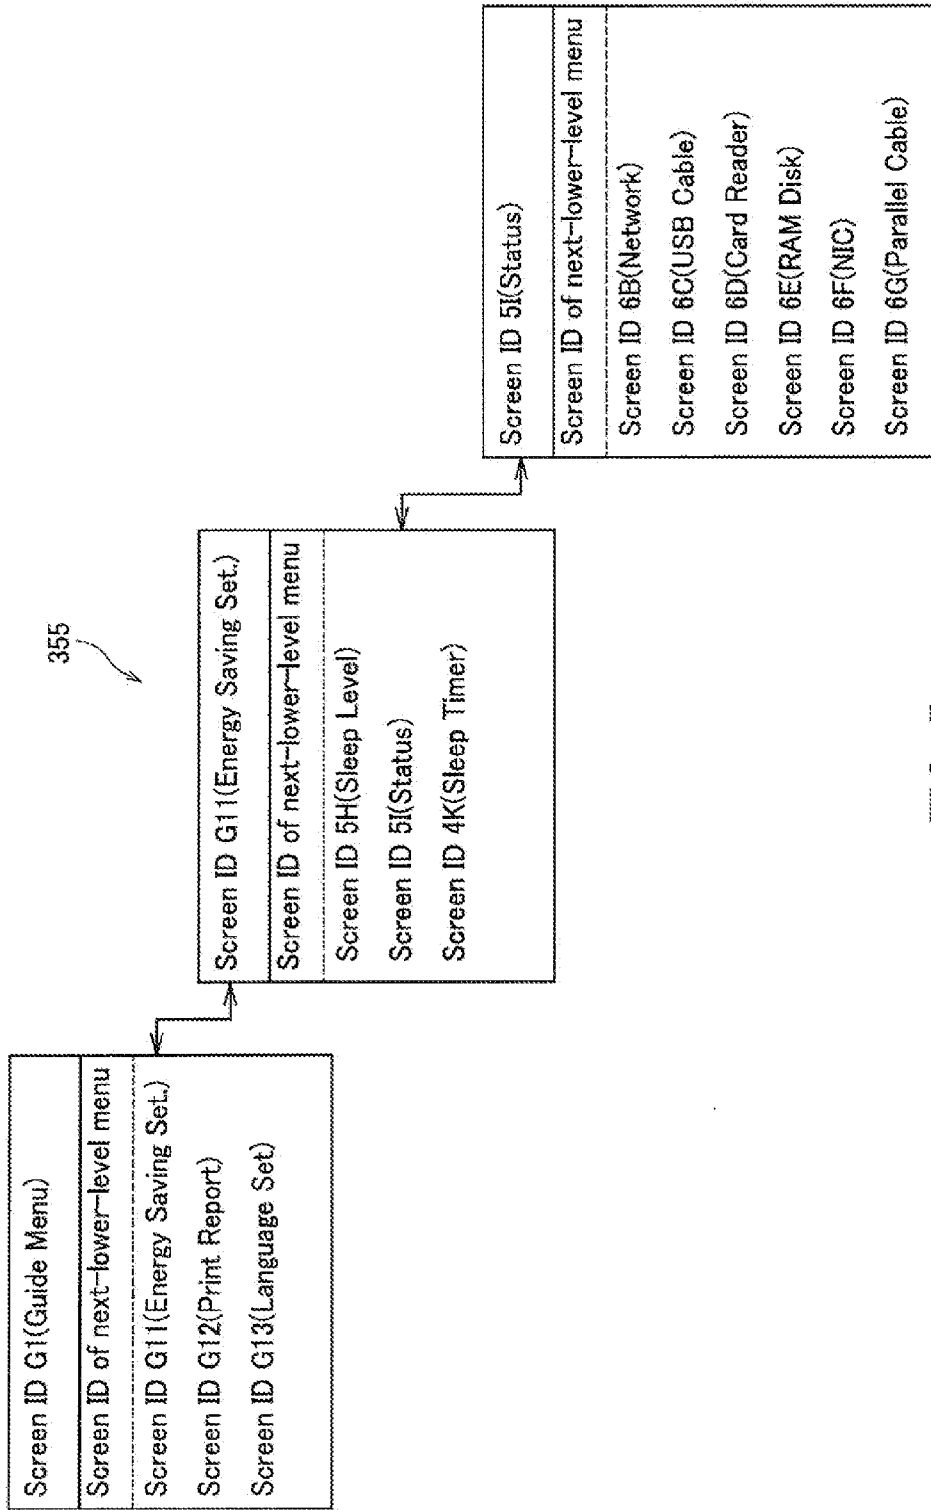 355
Screen ID G1(Guide Menu)
Screen ID of next-lower-level menu
Screen ID G11(Energy Saving Set.)
Screen ID G12(Print Report)
Screen ID G13(Language Set)
Screen ID G11(Energy Saving Set.)
Screen ID of next-lower-level menu
Screen ID 5H(Sleep Level)
Screen ID 5I(Status)
Screen ID 4K(Sleep Timer)
Screen ID 5I(Status)
Screen ID of next-lower-level menu
Screen ID 6B(Network)
Screen ID 6C(USB Cable)
Screen ID 6D(Card Reader)
Screen ID 6E(RAM Disk)
Screen ID 6F(NIC)
Screen ID 6G(Parallel Cable)